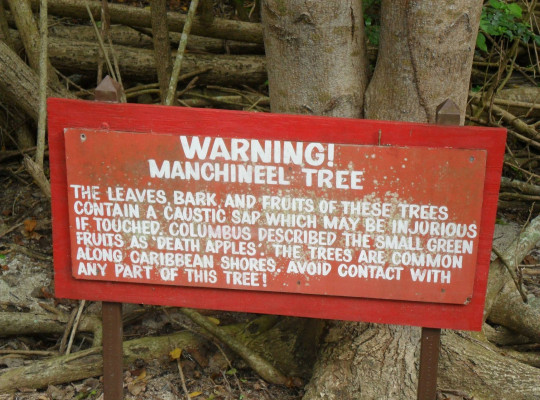 WARNING!
MANCHINEEL TREE
THE LEAVES, BARK, AND FRUITS OF THESE TREES
CONTAIN A CAUSTIC SAP WHICH MAY BE INJURIOUS
IF TOUCHED. COLUMBUS DESCRIBED THE SMALL GREEN
FRUITS AS "DEATH APPLES". THE TREES ARE COMMON
ALONG CARIBBEAN SHORES. AVOID CONTACT WITH
ANY PART OF THIS TREE!